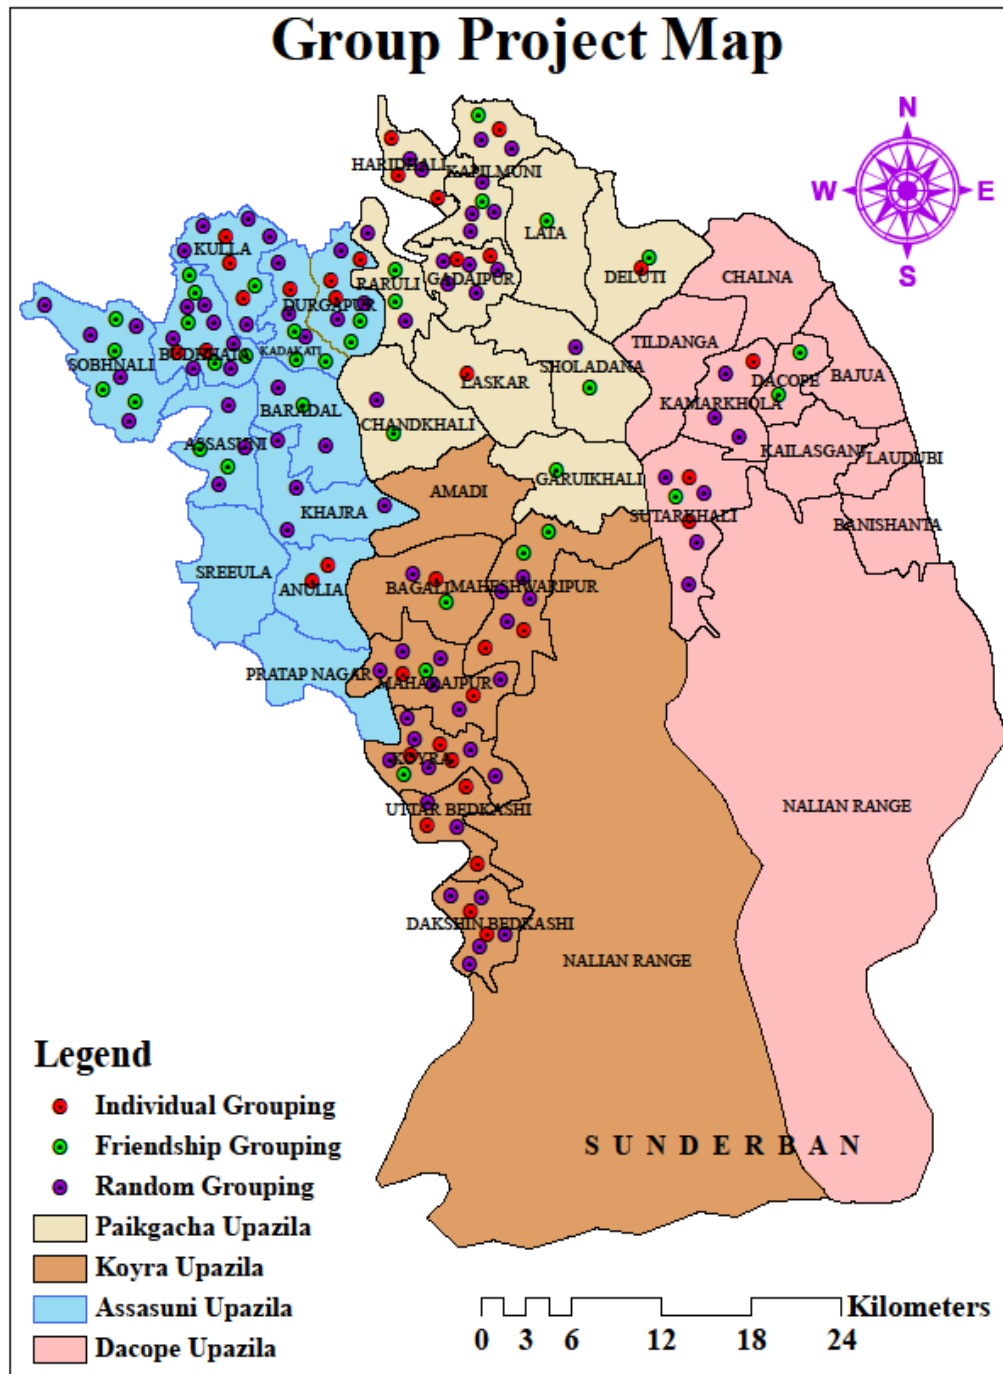 Group Project Map
N
W E
S
HARIDHALI
KAPILMUNI
KULLA
LATA
RARULI
GADAIPUR
DELUTI
CHALNA
DURGAPUR
TILDANGA
BUDHHATA
KADAKATI
SOBHNALI
LASKAR
SHOLADANA
DACOPE
BAJUA
KAMARKHOLA
BARADAL
CHANDKHALI
ASSASUNI
KAILASGANJ
LAUDUBI
GARUIKHALI
AMADI
KHAJRA
SUTARKHALI
BANISHANTA
SREEULA
ANULIA
BAGALI
MAHESHWARIPUR
PRATAP NAGAR
MAHARAJPUR
KOYRA
UTTAR BEDKASHI
NALIAN RANGE
DAKSHIN BEDKASHI
NALIAN RANGE
SUNDERBAN
Legend
Individual Grouping
Friendship Grouping
Random Grouping
Paikgacha Upazila
Koyra Upazila
Assasuni Upazila
Dacope Upazila
Kilometers
0 3 6 12 18 24